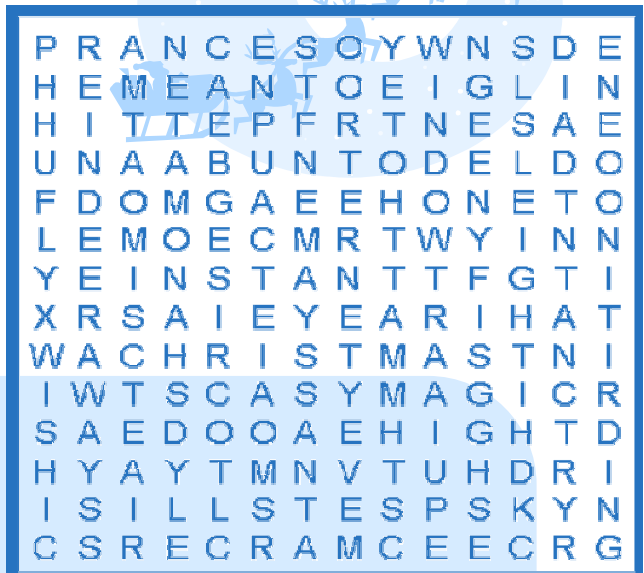 P R A N C E S O Y W N S D E
H E M E A N T O E I G L I N
H I T T E P F R T N E S A E
U N A A B U N T O D E L D O
F D O M G A E E H O N E T O
L E M O E C M R T W Y I N N
Y E I N S T A N T T F G T I
X R S A I E Y E A R I H A T
W A C H R I S T M A S T N I
I W T S C A S Y M A G I C R
S A E D O O A E H I G H T D
H Y A Y T M N V T U H D R I
I S I L L S T E S P S K Y N
C S R E C R A M C E E C R G